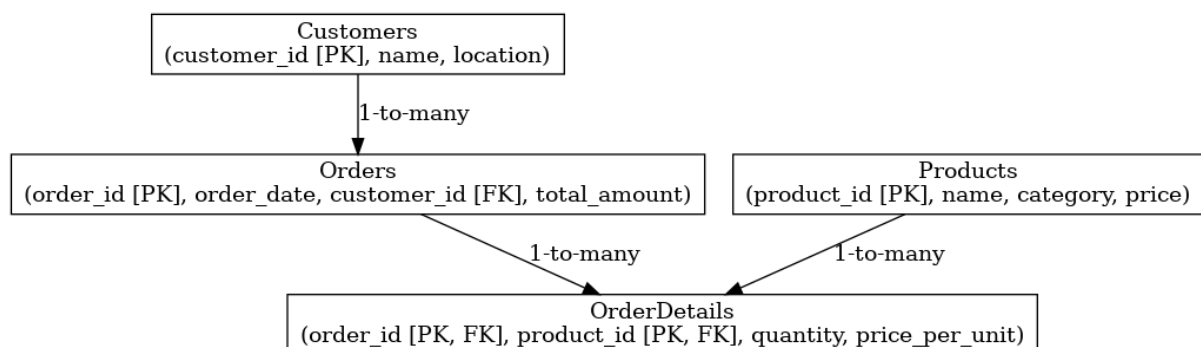 Customers
(customer_id [PK], name, location)
1-to-many
Orders
(order_id [PK], order_date, customer_id [FK], total_amount)
Products
(product_id [PK], name, category, price)
1-to-many
1-to-many
OrderDetails
(order_id [PK, FK], product_id [PK, FK], quantity, price_per_unit)